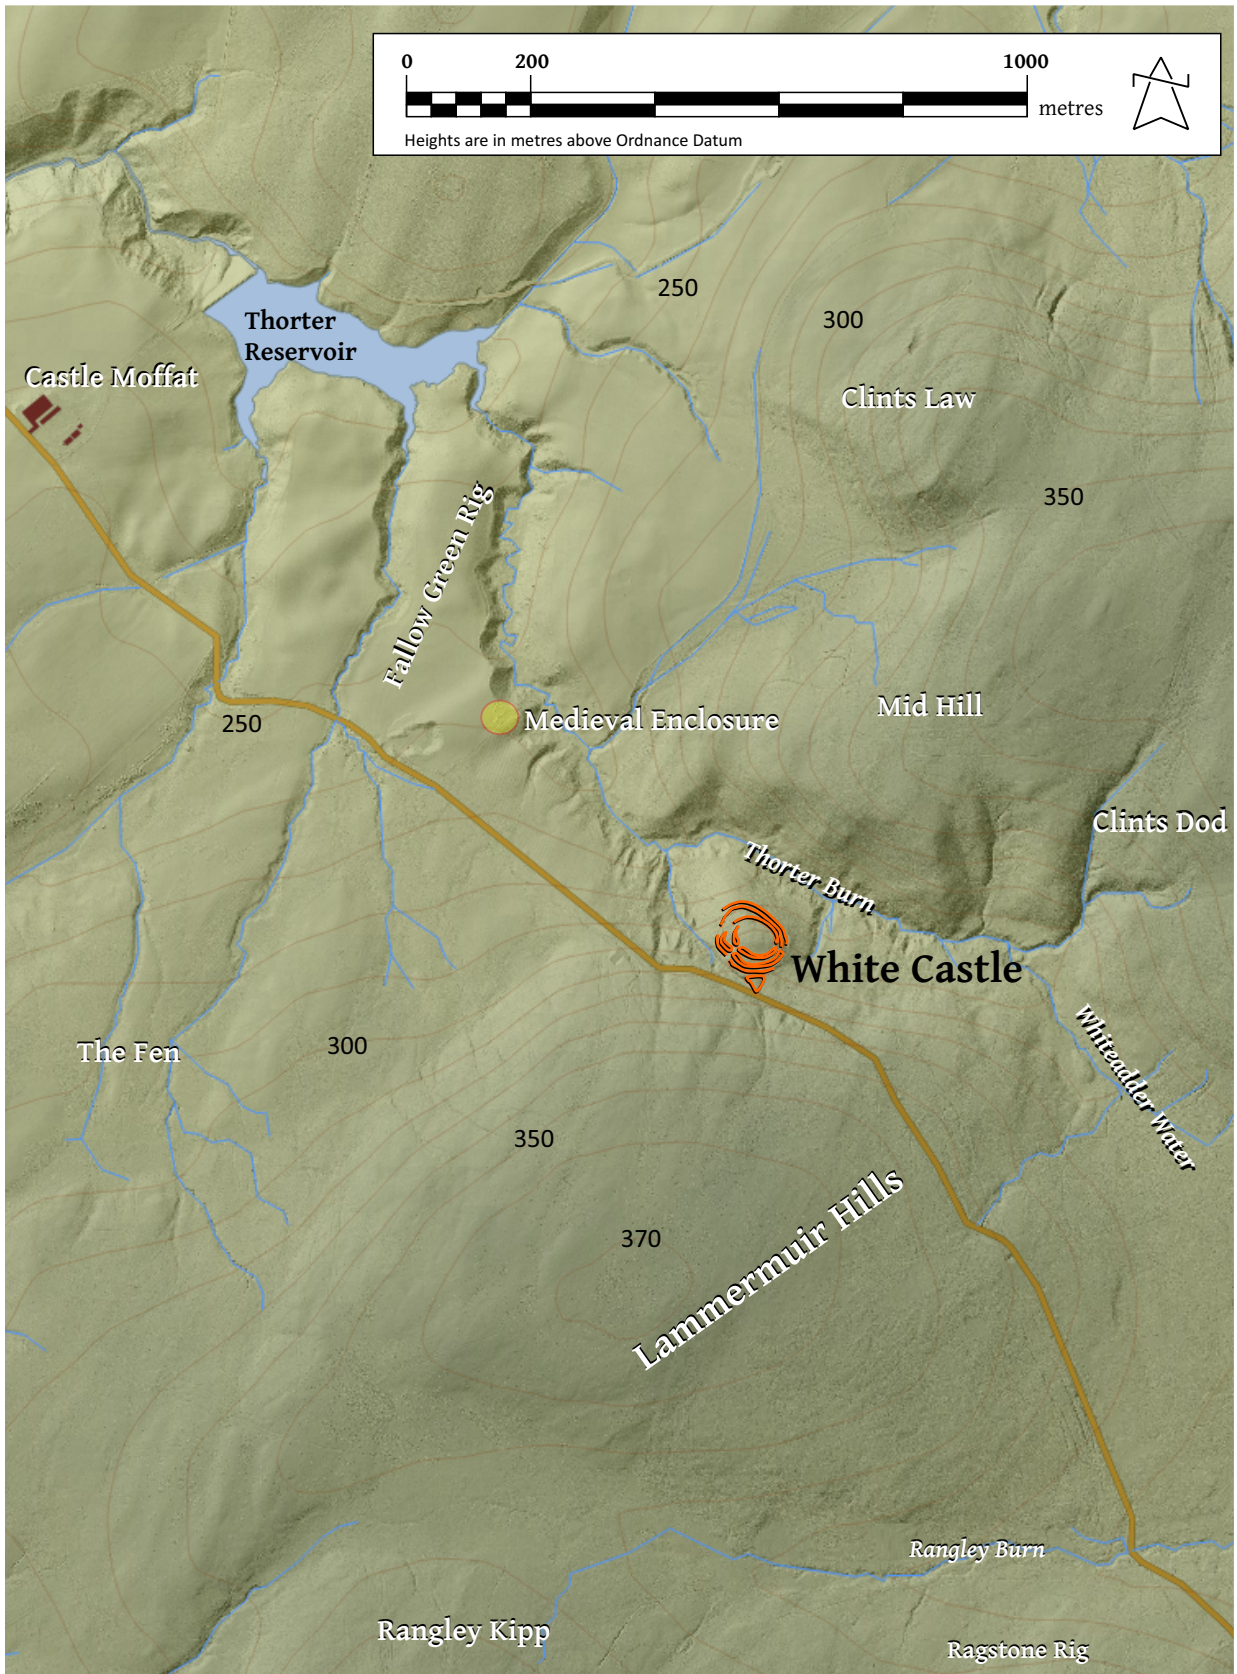 0 200 1000
metres
Heights are in metres above Ordnance Datum
250
300
Thorter
Reservoir
Castle Moffat
Clints Law
350
Fallow Green Rig
Mid Hill
Medieval Enclosure
250
Clints Dod
Thorter Burn
White Castle
Whiteadder Water
300
The Fen
350
Lammermuir Hills
370
Rangley Burn
Rangley Kipp
Ragstone Rig